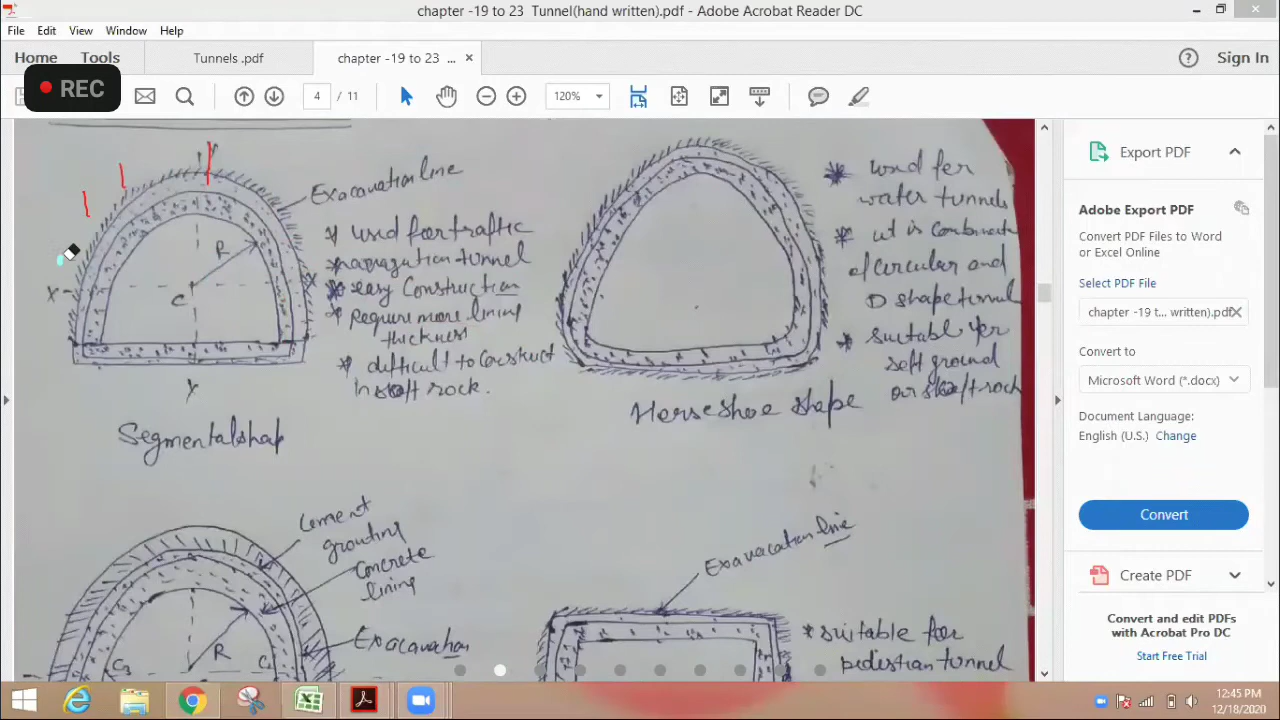 chapter -19 to 23 Tunnel(hand written).pdf - Adobe Acrobat Reader DC
File Edit View Window Help
Home Tools
Tunnels .pdf
chapter -19 to 23 ...
Sign In
REC
4 / 11
120%
Excavation line
* used for traffic
* navigation tunnel
* easy Construction
* Require more lining
thickness
* difficult to construct
In soft rock.
X
X
Y
R
C
Y
Segmental shap
* used for
water tunnels
* it is Combinate
of circular and
D shape tunnel
* suitable for
soft ground
or soft rock
Horse shoe shape
Cement
grouting
Concrete
lining
Exacavation
R
C3
Exavacation line
* suitable for
pedestrian tunnel
Export PDF
Adobe Export PDF
Convert PDF Files to Word
or Excel Online
Select PDF File
chapter -19 t... written).pdf
Convert to
Microsoft Word (*.docx)
Document Language:
English (U.S.) Change
Convert
Create PDF
Convert and edit PDFs
with Acrobat Pro DC
Start Free Trial
12:45 PM
12/18/2020